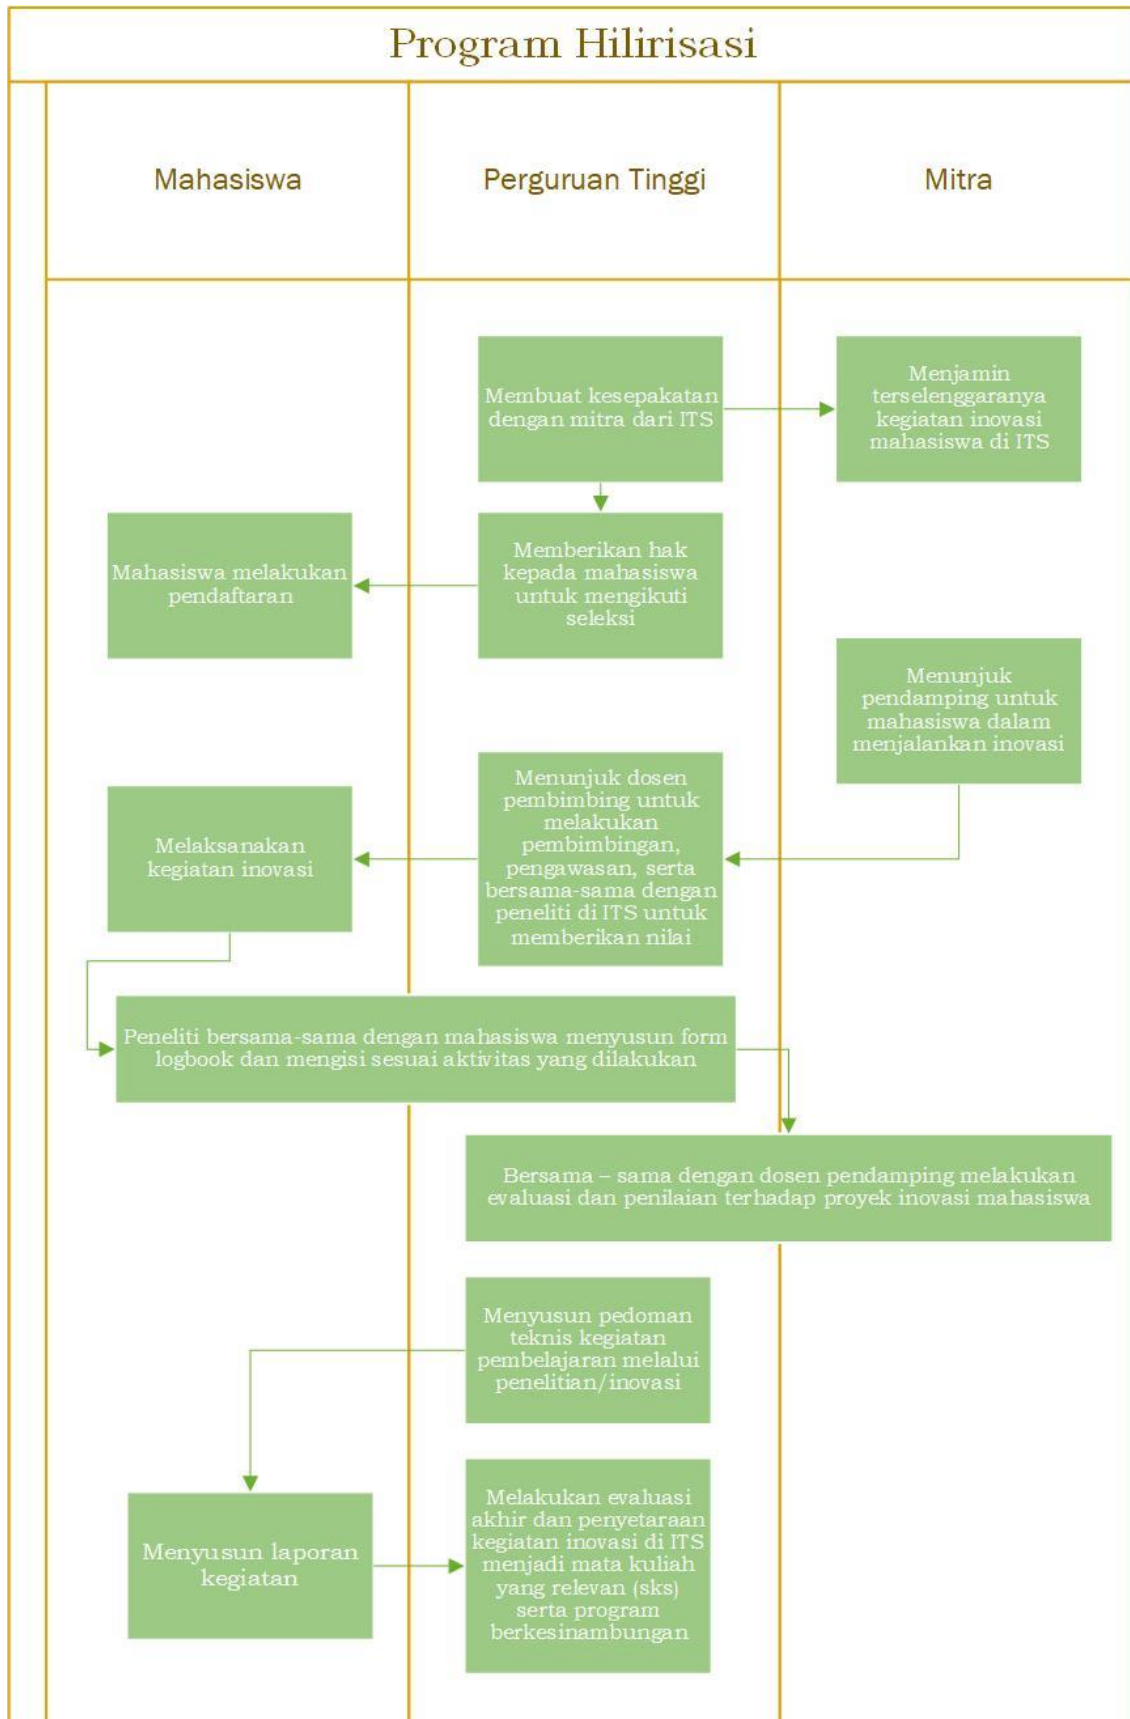 Program Hilirisasi
Mahasiswa
Perguruan Tinggi
Mitra
Membuat kesepakatan
dengan mitra dari ITS
Menjamin
terselenggaranya
kegiatan inovasi
mahasiswa di ITS
Mahasiswa melakukan
pendaftaran
Memberikan hak
kepada mahasiswa
untuk mengikuti
seleksi
Menunjuk
pendamping untuk
mahasiswa dalam
menjalankan inovasi
Melaksanakan
kegiatan inovasi
Menunjuk dosen
pembimbing untuk
melakukan
pembimbingan,
pengawasan, serta
bersama-sama dengan
peneliti di ITS untuk
memberikan nilai
Peneliti bersama-sama dengan mahasiswa menyusun form
logbook dan mengisi sesuai aktivitas yang dilakukan
Bersama – sama dengan dosen pendamping melakukan
evaluasi dan penilaian terhadap proyek inovasi mahasiswa
Menyusun pedoman
teknis kegiatan
pembelajaran melalui
penelitian/inovasi
Menyusun laporan
kegiatan
Melakukan evaluasi
akhir dan penyetaraan
kegiatan inovasi di ITS
menjadi mata kuliah
yang relevan (sks)
serta program
berkesinambungan